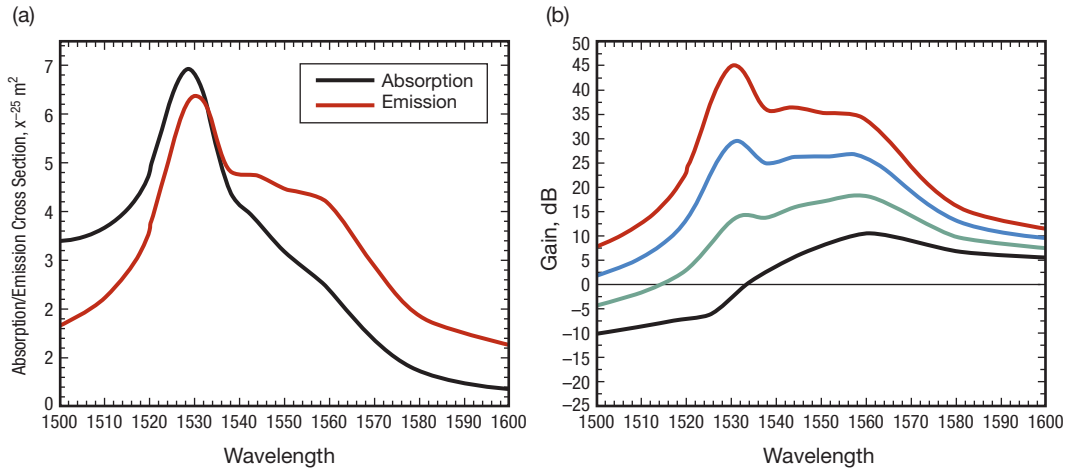 (a)
Absorption/Emission Cross Section, x⁻²⁵ m²
7
6
5
4
2
2
0
Absorption
Emission
1500 1510 1520 1530 1540 1550 1560 1570 1580 1590 1600
Wavelength
(b)
Gain, dB
50
45
40
35
30
25
20
15
10
5
0
–5
–10
–15
–20
–25
1500 1510 1520 1530 1540 1550 1560 1570 1580 1590 1600
Wavelength